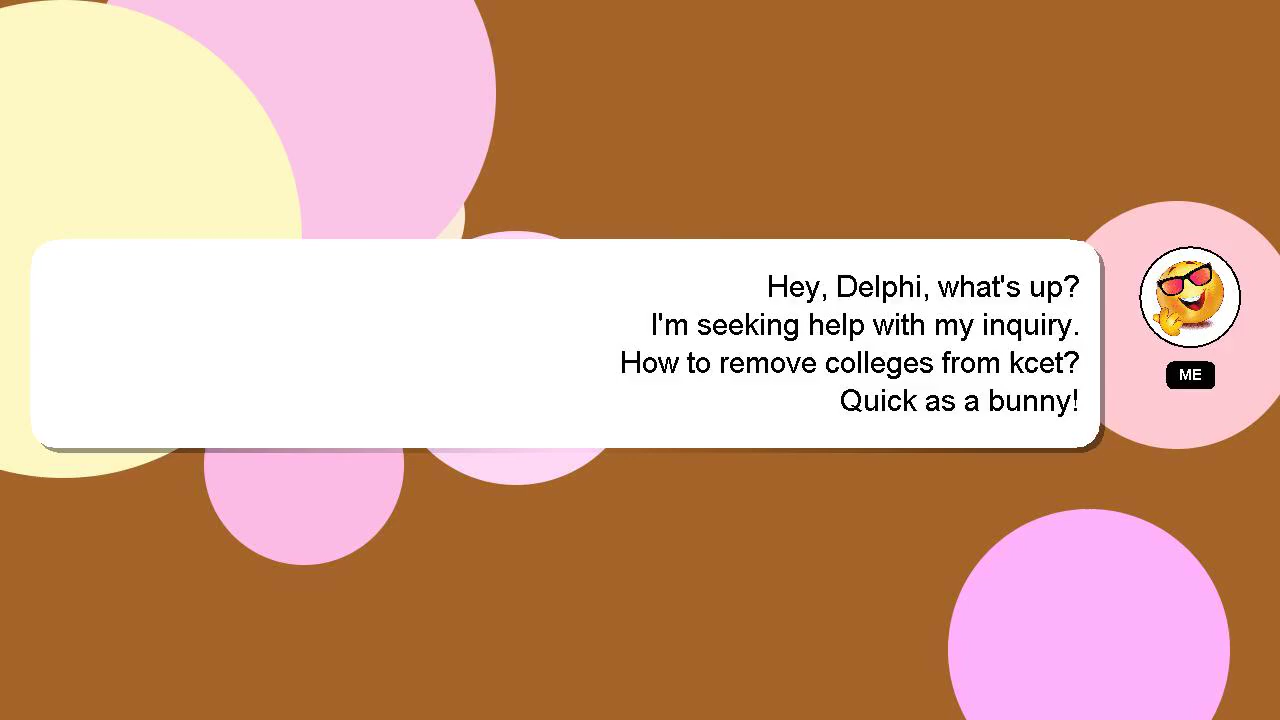 Hey, Delphi, what's up?
I'm seeking help with my inquiry.
How to remove colleges from kcet?
Quick as a bunny!
ME